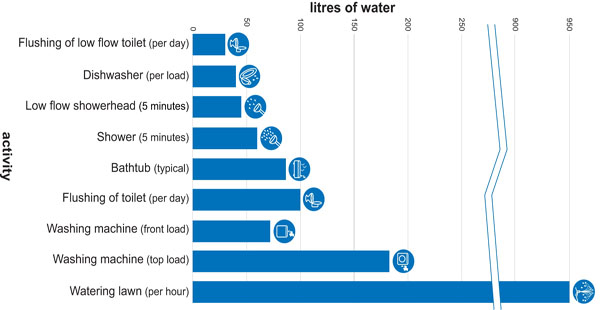 litres of water
0
50
100
150
200
250
900
950
activity
Flushing of low flow toilet (per day)
Dishwasher (per load)
Low flow showerhead (5 minutes)
Shower (5 minutes)
Bathtub (typical)
Flushing of toilet (per day)
Washing machine (front load)
Washing machine (top load)
Watering lawn (per hour)